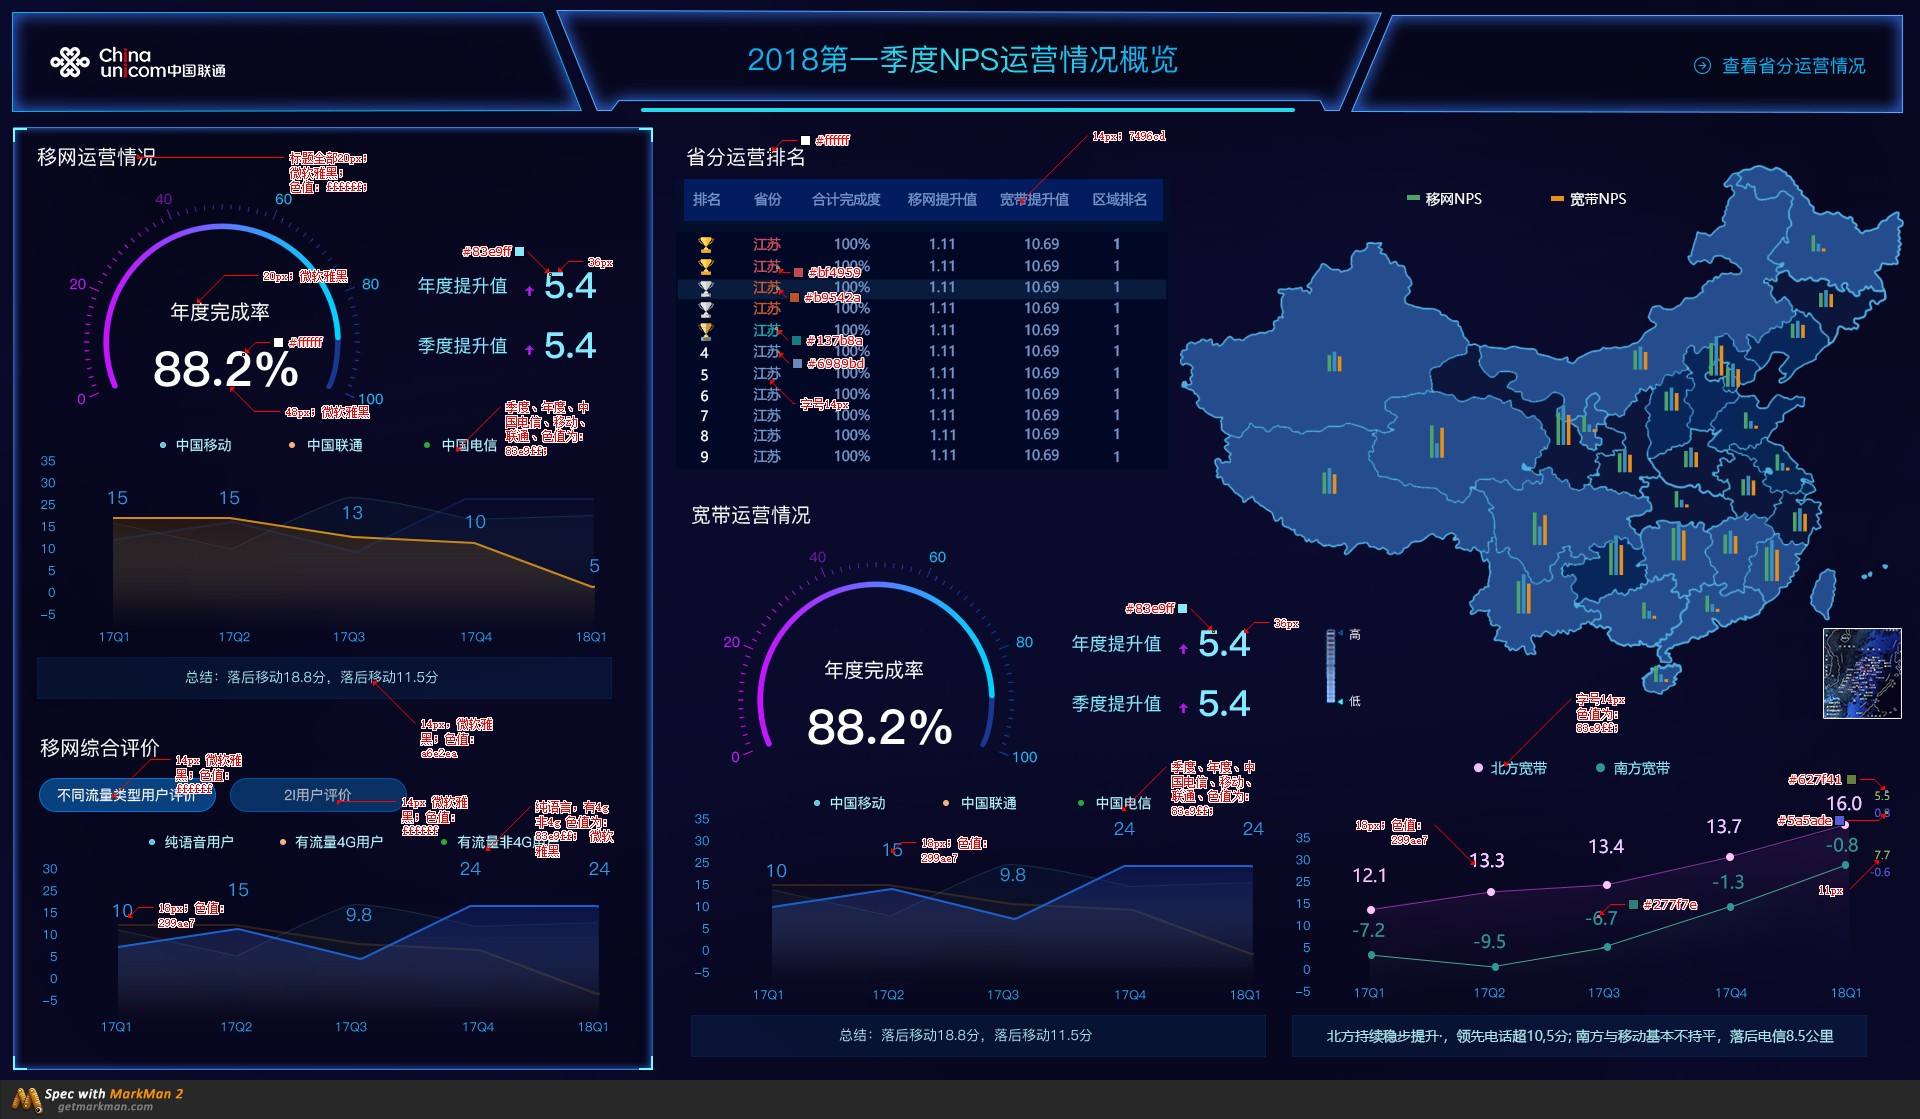 China
unicom中国联通
2018第一季度NPS运营情况概览
查看省分运营情况
移网运营情况
标题全部20px；
微软雅黑；
色值：ffffff；
0
20
40
60
80
100
20px；微软雅黑
年度完成率
#ffffff
88.2%
48px；微软雅黑
#83e9ff
36px
年度提升值
5.4
季度提升值
5.4
季度、年度、中
国电信、移动、
联通、色值为：
83e9ff；
中国移动
中国联通
中国电信
35
30
25
15
10
5
0
-5
15
15
13
10
5
17Q1
17Q2
17Q3
17Q4
18Q1
总结：落后移动18.8分，落后移动11.5分
14px；微软雅
黑；色值：
a6e2ea
移网综合评价
14px 微软雅
黑；色值：
ffffff
不同流量类型用户评价
2I用户评价
14px 微软雅
黑；色值：
ffffff
纯语言，有4g
非4g 色值为：
83e9ff； 微软
雅黑
纯语音用户
有流量4G用户
有流量非4G
30
25
15
10
5
0
-5
10
15
9.8
24
24
18px；色值：
299ae7
17Q1
17Q2
17Q3
17Q4
18Q1
省分运营排名
#ffffff
14px；7496cd
排名 省份 合计完成度 移网提升值 宽带提升值 区域排名
江苏 100% 1.11 10.69 1
江苏 100% 1.11 10.69 1
#bf4959
江苏 100% 1.11 10.69 1
#b9542a
江苏 100% 1.11 10.69 1
江苏 100% 1.11 10.69 1
#137b8a
4 江苏 100% 1.11 10.69 1
#6989bd
5 江苏 100% 1.11 10.69 1
6 江苏 100% 1.11 10.69 1
字号14px
7 江苏 100% 1.11 10.69 1
8 江苏 100% 1.11 10.69 1
9 江苏 100% 1.11 10.69 1
宽带运营情况
0
20
40
60
80
100
年度完成率
88.2%
#83e9ff
36px
年度提升值
5.4
季度提升值
5.4
季度、年度、中
国电信、移动、
联通、色值为：
83e9ff；
中国移动
中国联通
中国电信
35
30
25
15
10
5
0
-5
10
15
9.8
24
24
18px；色值：
299ae7
17Q1
17Q2
17Q3
17Q4
18Q1
总结：落后移动18.8分，落后移动11.5分
移网NPS
宽带NPS
高
低
字号14px
色值为：
83e9ff；
北方宽带
南方宽带
#627f41
#5a5ade
18px；色值：
299ae7
#277f7e
11px
35
30
25
15
10
5
0
-5
12.1
13.3
13.4
13.7
16.0
-7.2
-9.5
-6.7
-1.3
-0.8
5.5
0.8
7.7
-0.6
17Q1
17Q2
17Q3
17Q4
18Q1
北方持续稳步提升·，领先电话超10,5分; 南方与移动基本不持平，落后电信8.5公里
Spec with MarkMan 2
getmarkman.com